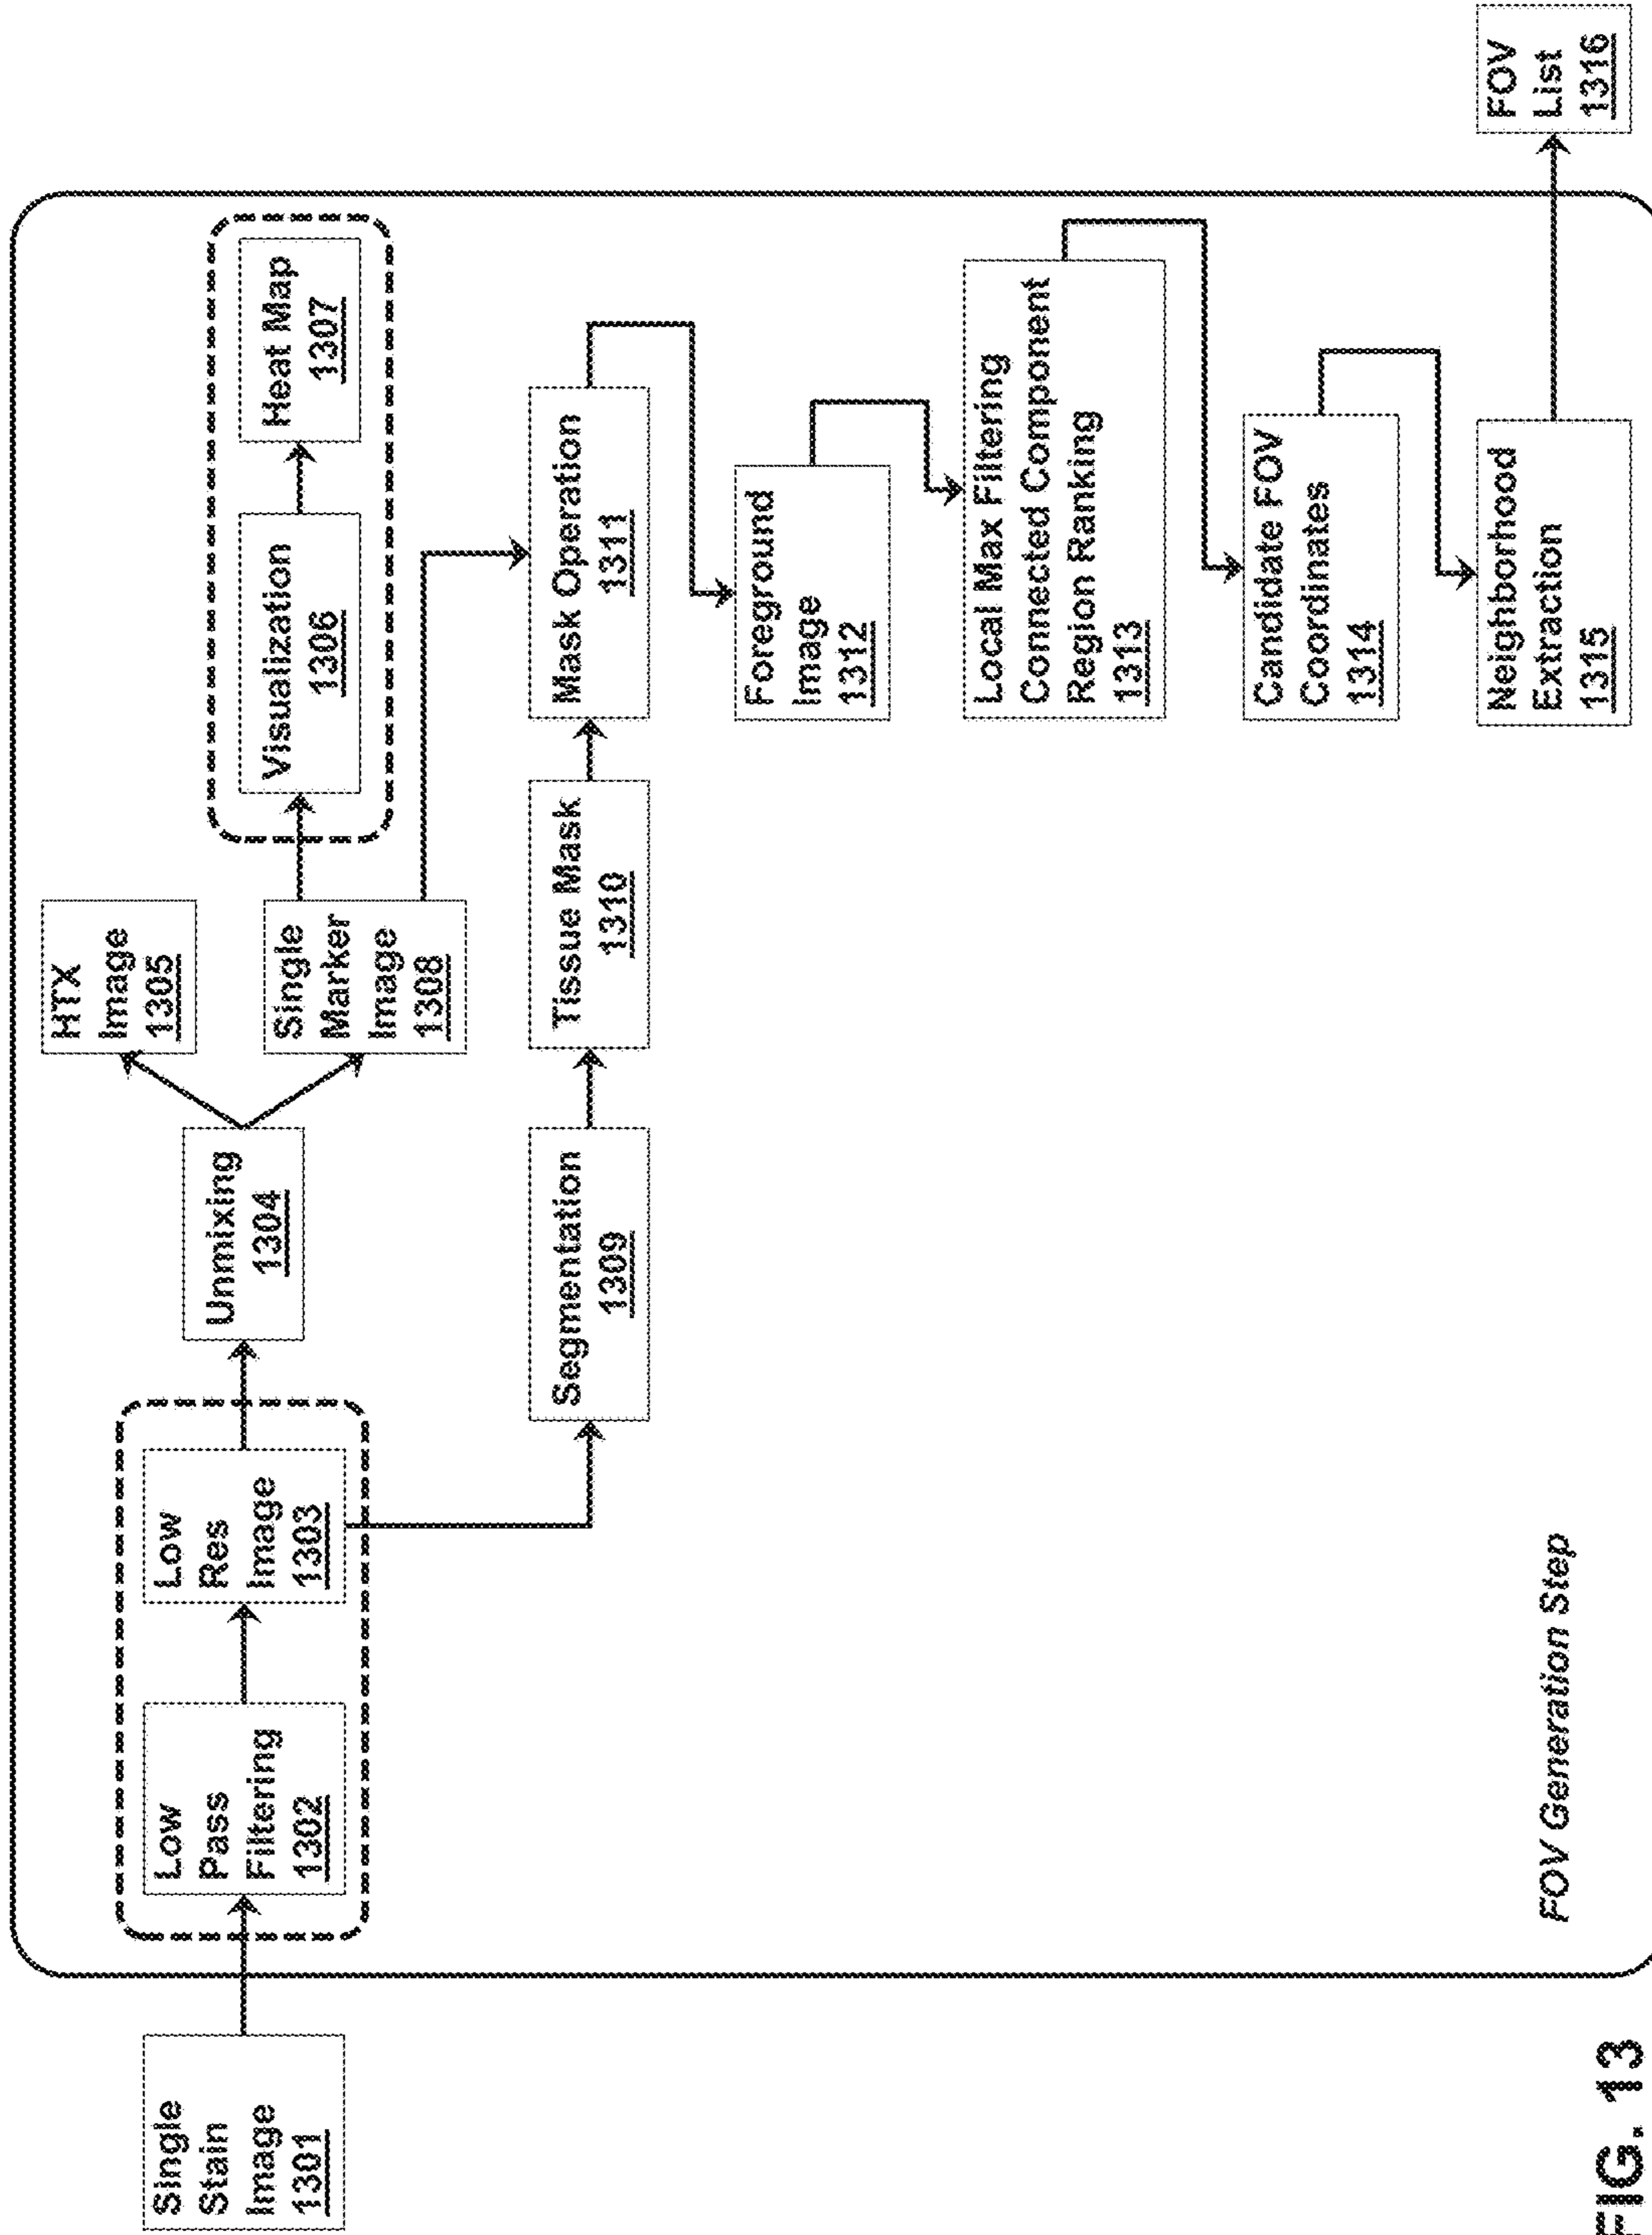 Single
Stain
Image
1301
Low
Pass
Filtering
1302
Low
Res
Image
1303
Unmixing
1304
HTX
Image
1305
Single
Marker
Image
1308
Visualization
1306
Heat Map
1307
Segmentation
1309
Tissue Mask
1310
Mask Operation
1311
Foreground
Image
1312
Local Max Filtering
Connected Component
Region Ranking
1313
Candidate FOV
Coordinates
1314
Neighborhood
Extraction
1315
FOV
List
1316
FOV Generation Step
FIG. 13